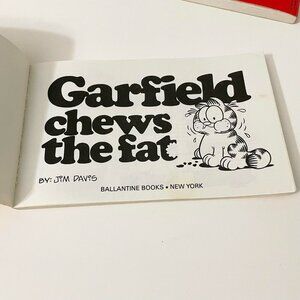 Garfield
chews
the fat
BY: JIM DAVIS
BALLANTINE BOOKS • NEW YORK